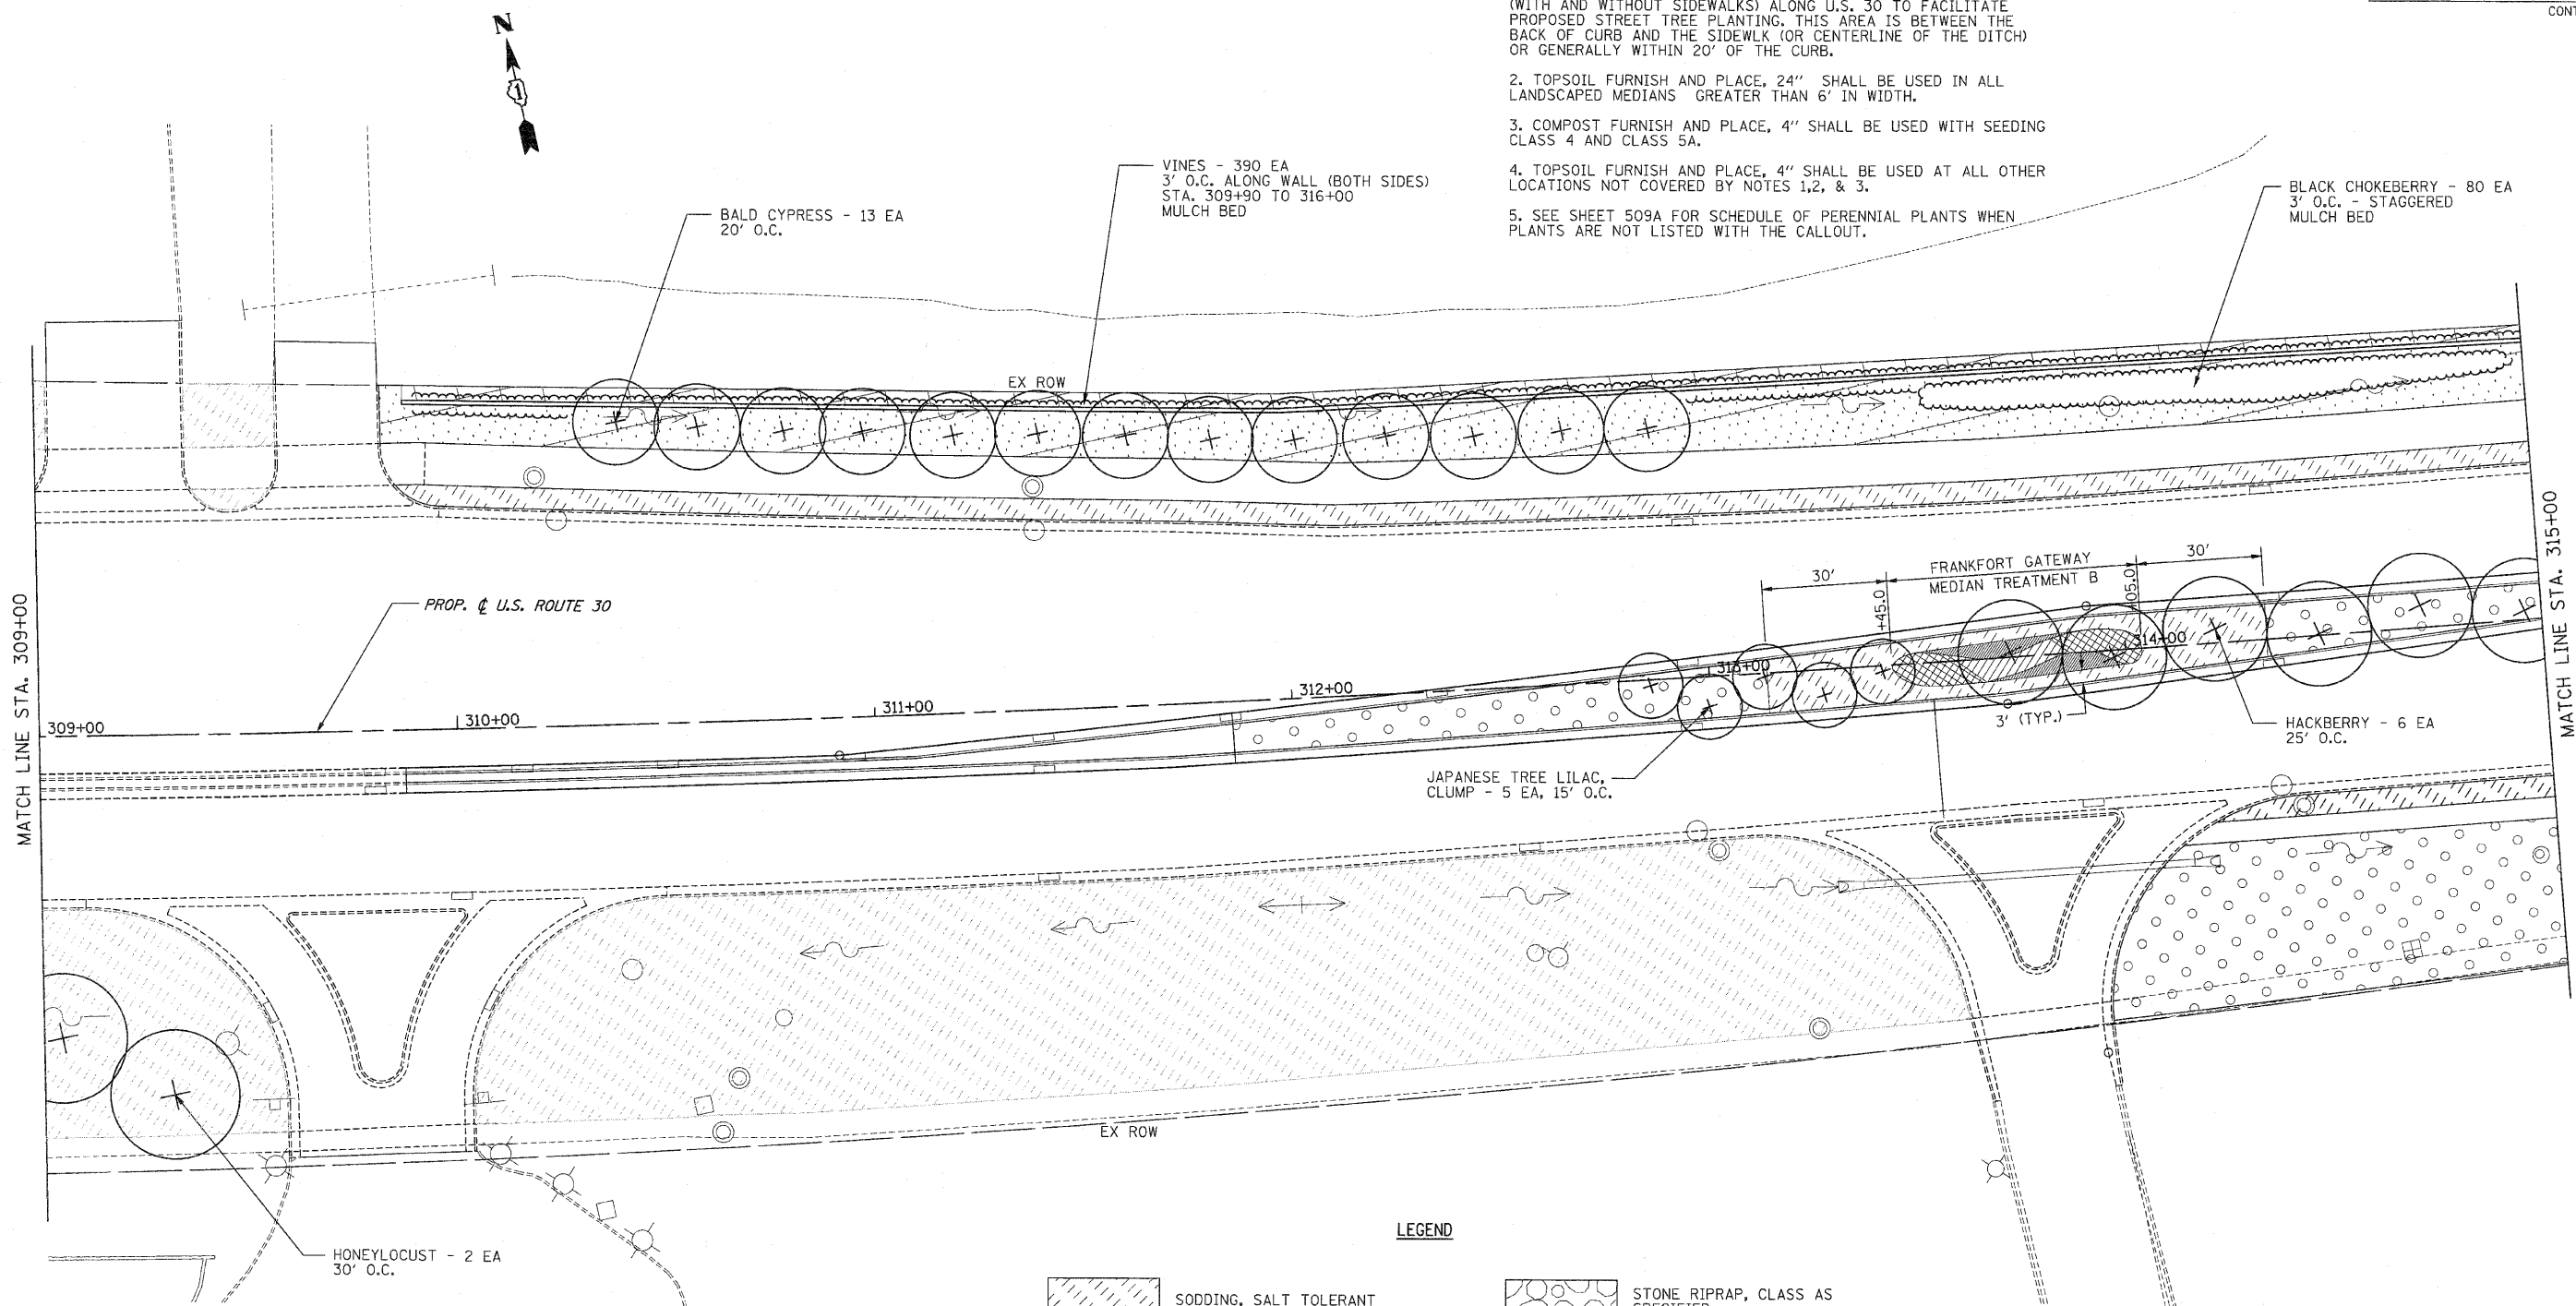 (WITH AND WITHOUT SIDEWALKS) ALONG U.S. 30 TO FACILITATE
PROPOSED STREET TREE PLANTING. THIS AREA IS BETWEEN THE
BACK OF CURB AND THE SIDEWLK (OR CENTERLINE OF THE DITCH)
OR GENERALLY WITHIN 20' OF THE CURB.
2. TOPSOIL FURNISH AND PLACE, 24" SHALL BE USED IN ALL
LANDSCAPED MEDIANS GREATER THAN 6' IN WIDTH.
3. COMPOST FURNISH AND PLACE, 4" SHALL BE USED WITH SEEDING
CLASS 4 AND CLASS 5A.
4. TOPSOIL FURNISH AND PLACE, 4" SHALL BE USED AT ALL OTHER
LOCATIONS NOT COVERED BY NOTES 1,2, & 3.
5. SEE SHEET 509A FOR SCHEDULE OF PERENNIAL PLANTS WHEN
PLANTS ARE NOT LISTED WITH THE CALLOUT.
CONT
N
1
VINES - 390 EA
3' O.C. ALONG WALL (BOTH SIDES)
STA. 309+90 TO 316+00
MULCH BED
BALD CYPRESS - 13 EA
20' O.C.
BLACK CHOKEBERRY - 80 EA
3' O.C. - STAGGERED
MULCH BED
EX ROW
MATCH LINE STA. 309+00
MATCH LINE STA. 315+00
PROP. ℄ U.S. ROUTE 30
30'
FRANKFORT GATEWAY
MEDIAN TREATMENT B
30'
+45.0
+05.0
309+00
310+00
311+00
312+00
313+00
314+00
3' (TYP.)
HACKBERRY - 6 EA
25' O.C.
JAPANESE TREE LILAC,
CLUMP - 5 EA, 15' O.C.
EX ROW
HONEYLOCUST - 2 EA
30' O.C.
LEGEND
SODDING, SALT TOLERANT
STONE RIPRAP, CLASS AS